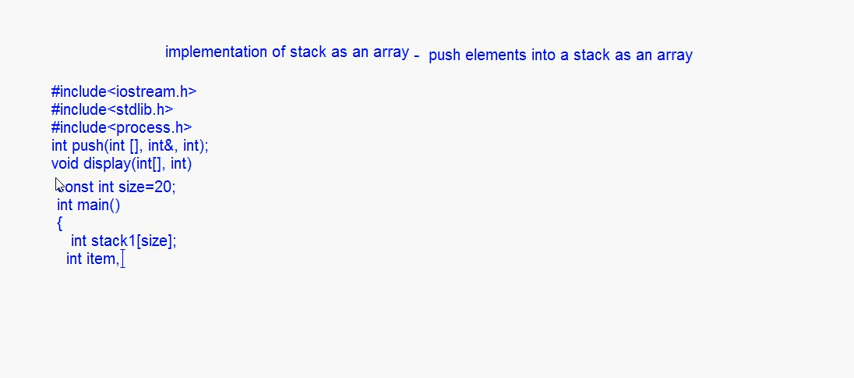 implementation of stack as an array - push elements into a stack as an array
#include<iostream.h>
#include<stdlib.h>
#include<process.h>
int push(int [], int&, int);
void display(int[], int)
const int size=20;
int main()
{
int stack1[size];
int item,